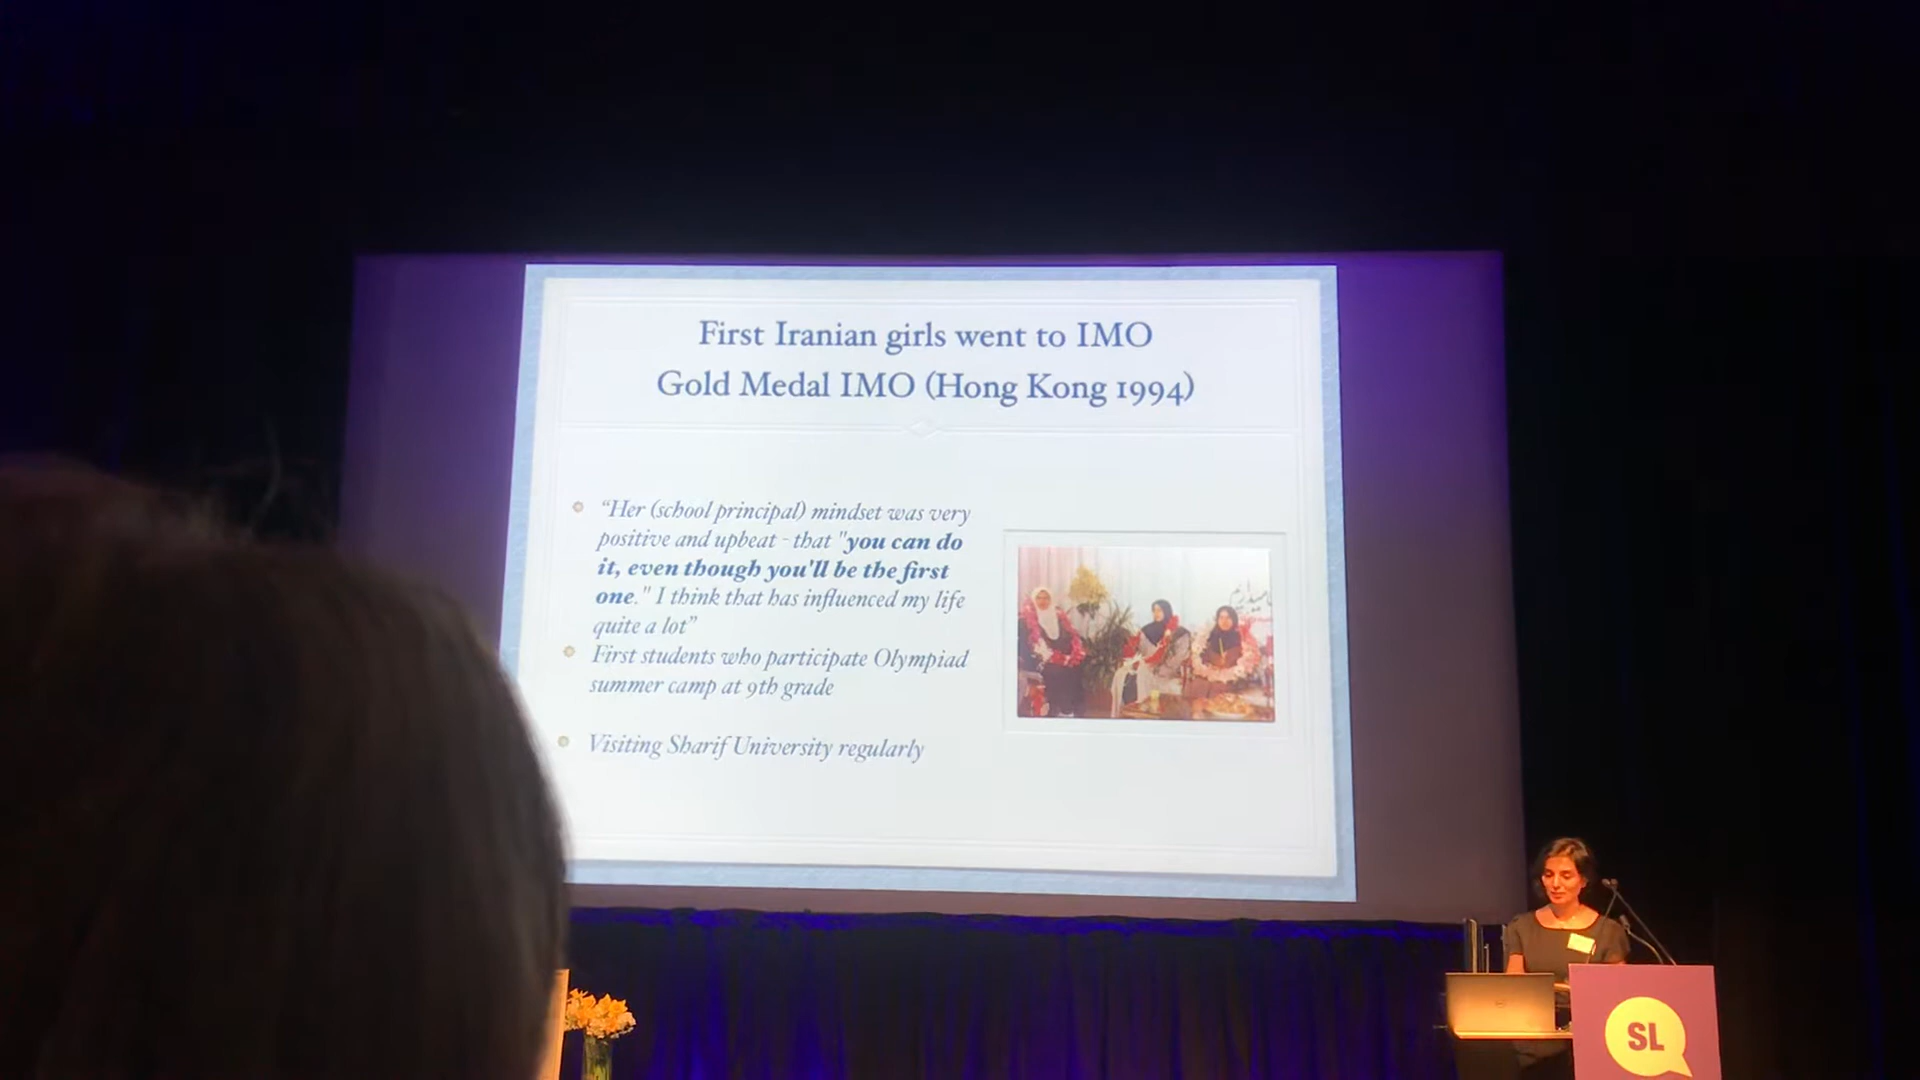 First Iranian girls went to IMO
Gold Medal IMO (Hong Kong 1994)
“Her (school principal) mindset was very
positive and upbeat - that "you can do
it, even though you'll be the first
one." I think that has influenced my life
quite a lot”
First students who participate Olympiad
summer camp at 9th grade
Visiting Sharif University regularly
SL